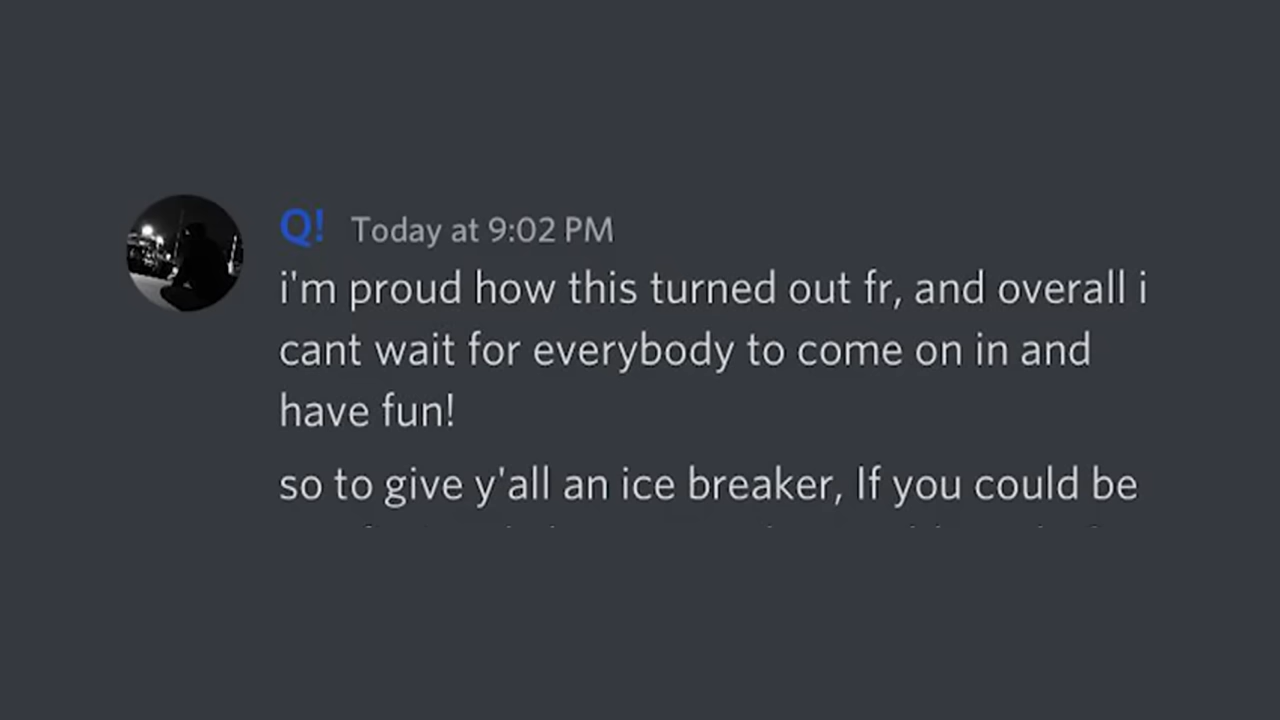 Q! Today at 9:02 PM
i'm proud how this turned out fr, and overall i
cant wait for everybody to come on in and
have fun!
so to give y'all an ice breaker, If you could be